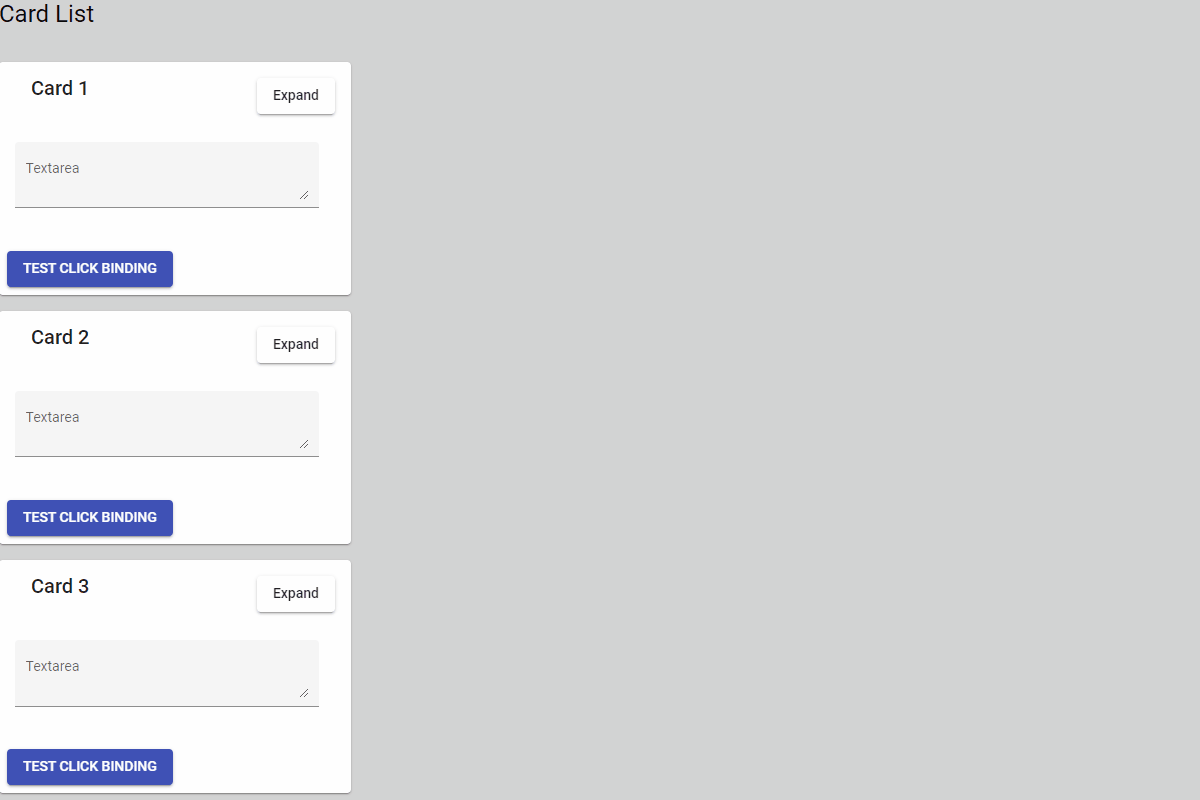 Card List
Card 1
Expand
Textarea
TEST CLICK BINDING
Card 2
Expand
Textarea
TEST CLICK BINDING
Card 3
Expand
Textarea
TEST CLICK BINDING